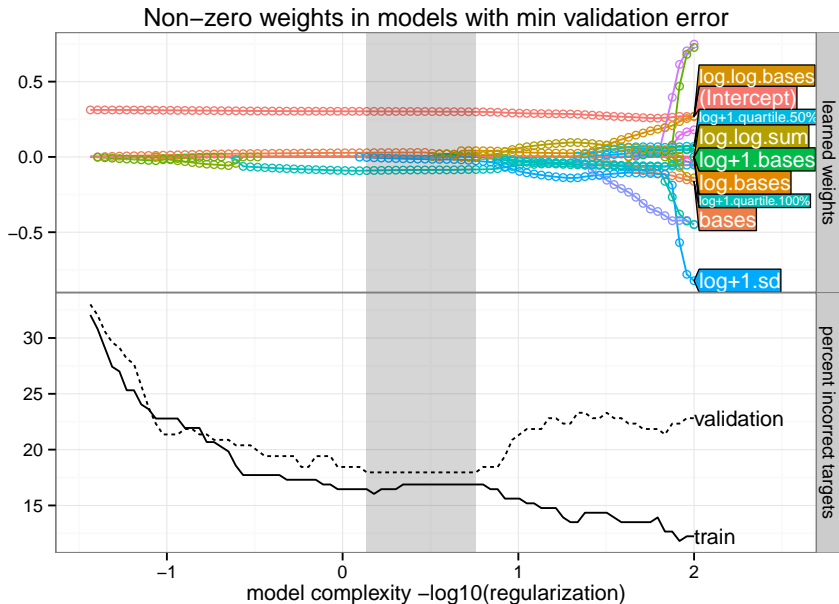 Non−zero weights in models with min validation error
0.5
0.0
−0.5
log.log.bases
(Intercept)
log+1.quartile.50%
log.log.sum
log+1.bases
log.bases
log+1.quartile.100%
bases
log+1.sd
learned weights
30
25
20
15
validation
train
percent incorrect targets
−1
0
1
2
model complexity −log10(regularization)